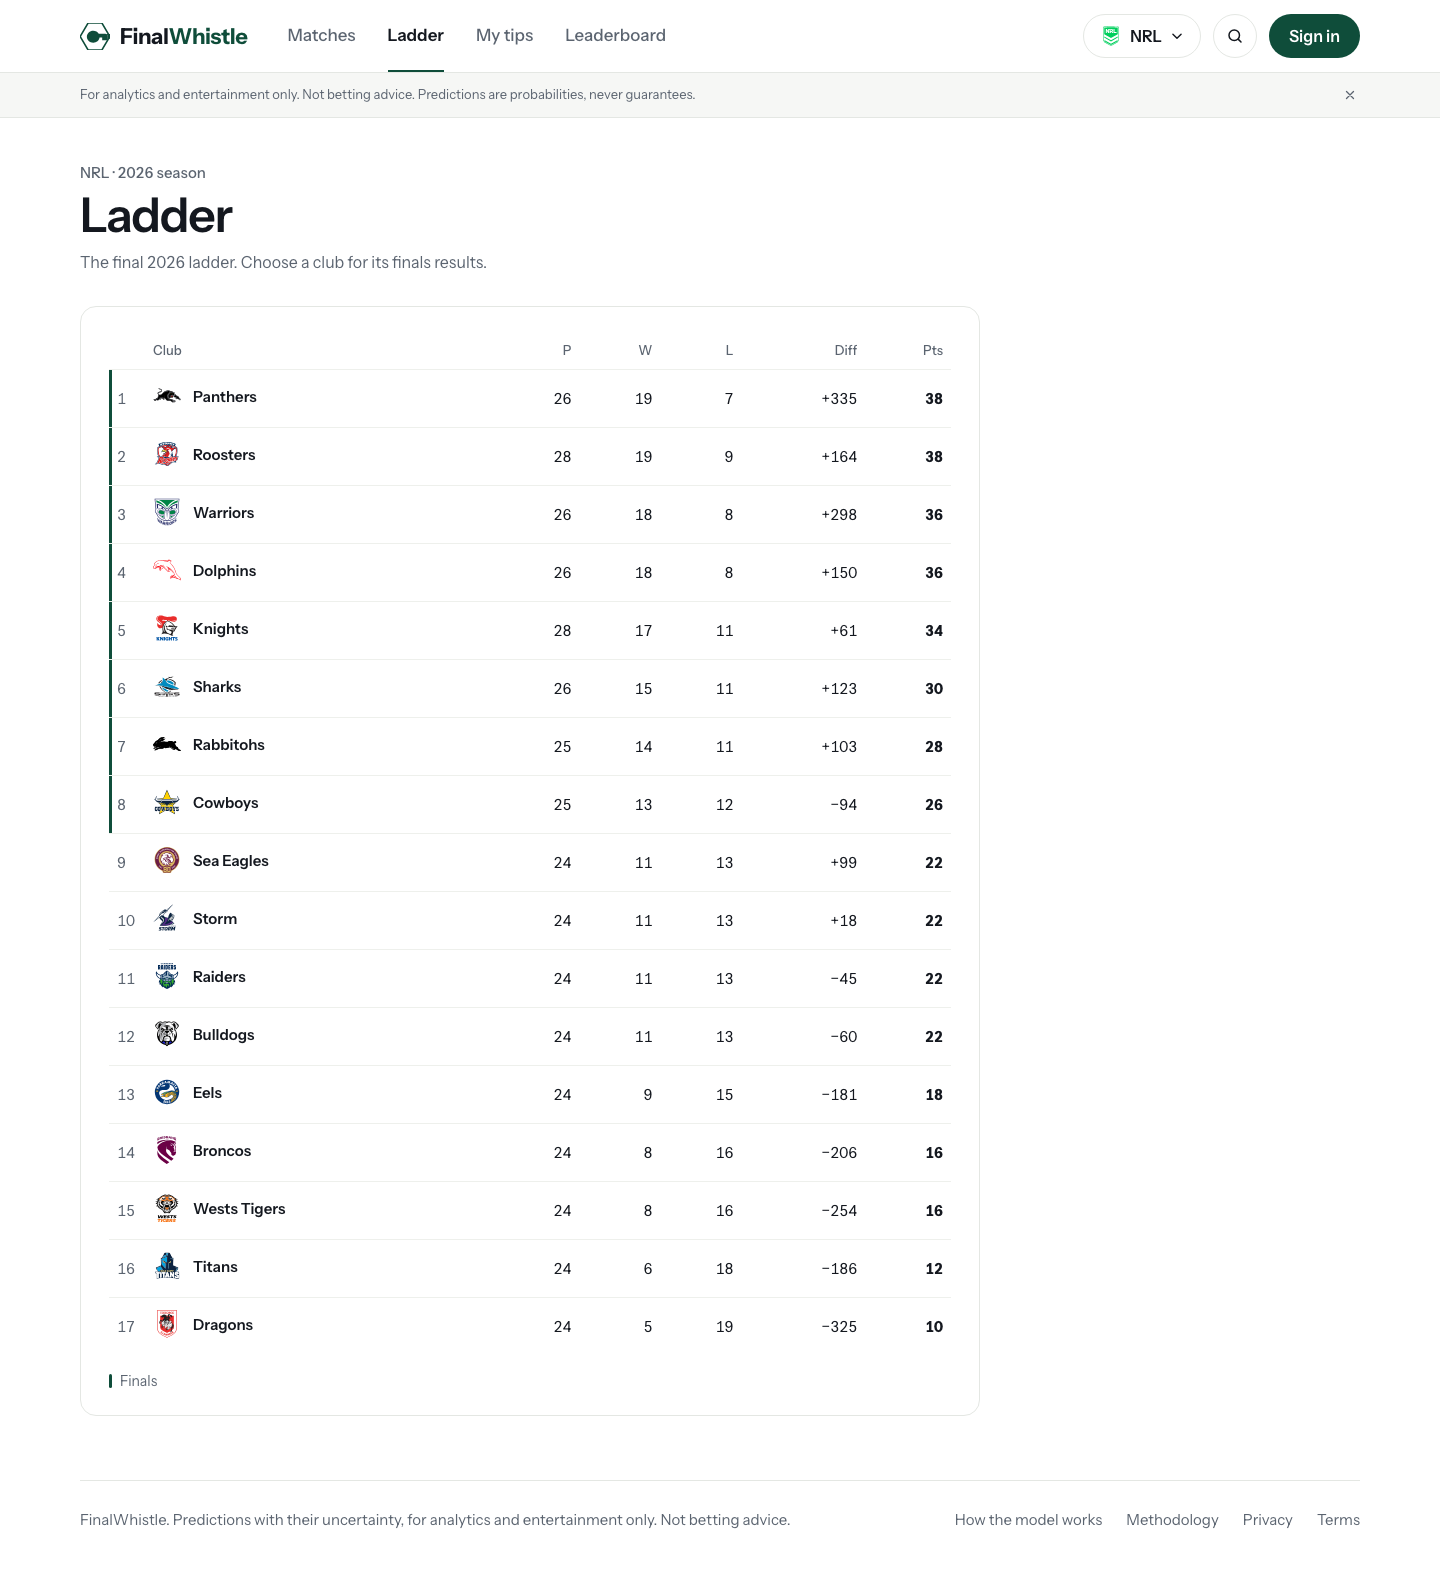 FinalWhistle Matches Ladder My tips Leaderboard NRL Sign in
For analytics and entertainment only. Not betting advice. Predictions are probabilities, never guarantees.
NRL · 2026 season
Ladder
The final 2026 ladder. Choose a club for its finals results.
Club P W L Diff Pts
1 Panthers 26 19 7 +335 38
2 Roosters 28 19 9 +164 38
3 Warriors 26 18 8 +298 36
4 Dolphins 26 18 8 +150 36
5 Knights 28 17 11 +61 34
6 Sharks 26 15 11 +123 30
7 Rabbitohs 25 14 11 +103 28
8 Cowboys 25 13 12 −94 26
9 Sea Eagles 24 11 13 +99 22
10 Storm 24 11 13 +18 22
11 Raiders 24 11 13 −45 22
12 Bulldogs 24 11 13 −60 22
13 Eels 24 9 15 −181 18
14 Broncos 24 8 16 −206 16
15 Wests Tigers 24 8 16 −254 16
16 Titans 24 6 18 −186 12
17 Dragons 24 5 19 −325 10
Finals
FinalWhistle. Predictions with their uncertainty, for analytics and entertainment only. Not betting advice. How the model works Methodology Privacy Terms